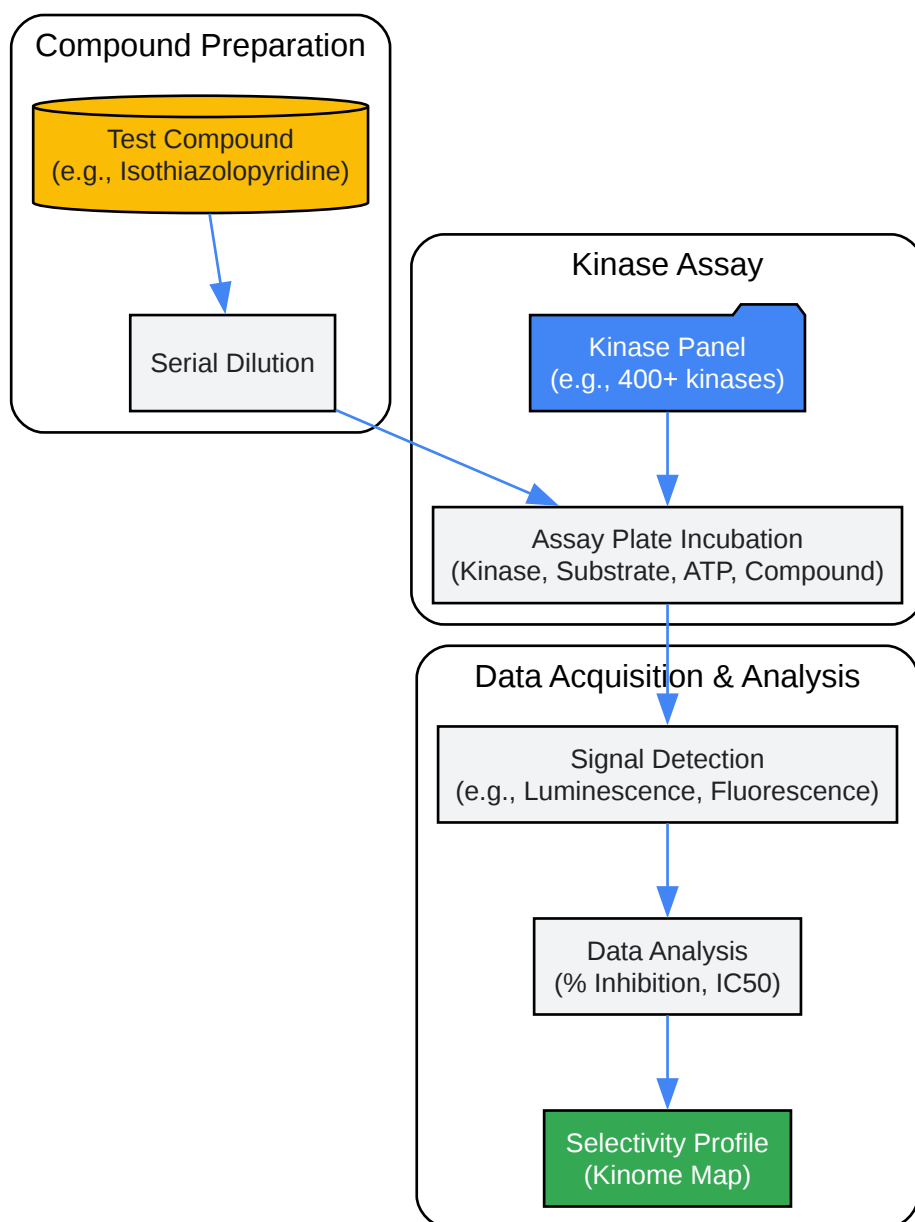 Compound Preparation
Test Compound
(e.g., Isothiazolopyridine)
Serial Dilution
Kinase Assay
Kinase Panel
(e.g., 400+ kinases)
Assay Plate Incubation
(Kinase, Substrate, ATP, Compound)
Data Acquisition & Analysis
Signal Detection
(e.g., Luminescence, Fluorescence)
Data Analysis
(% Inhibition, IC50)
Selectivity Profile
(Kinome Map)